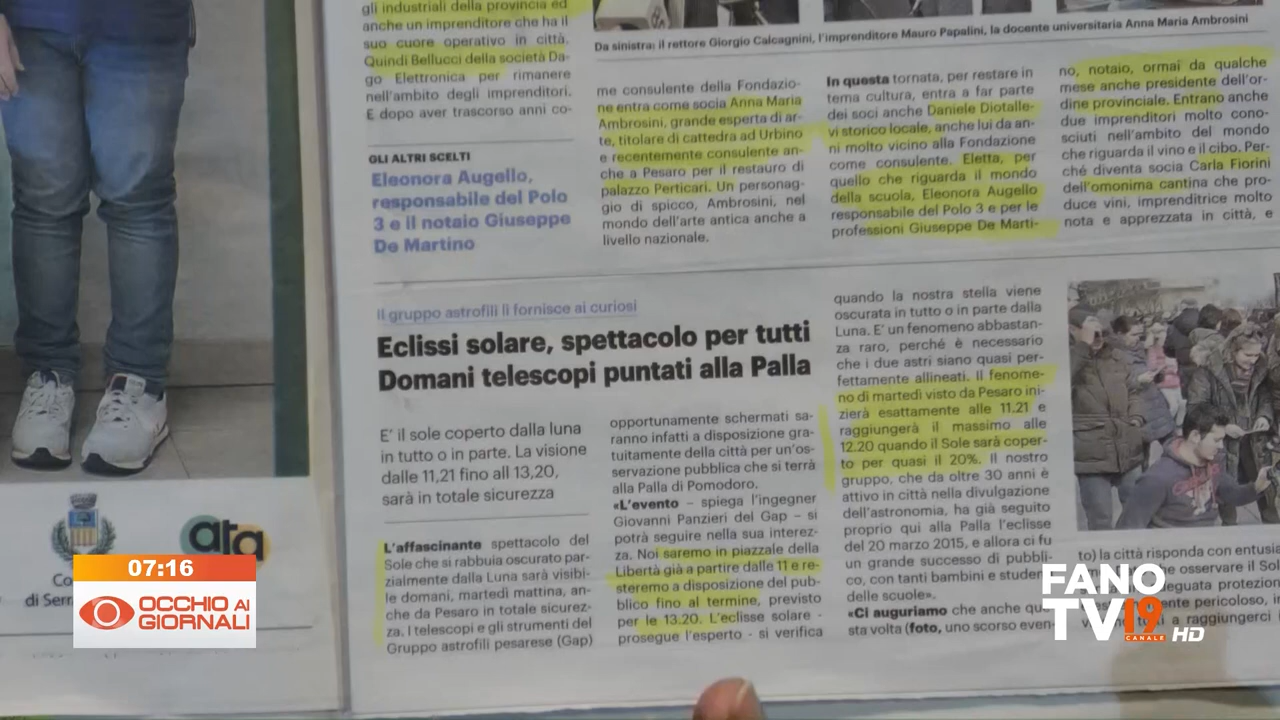 gli industriali della provincia ed
anche un imprenditore che ha il
suo cuore operativo in città.
Quindi Bellucci della società Da-
go Elettronica per rimanere
nell'ambito degli imprenditori.
E dopo aver trascorso anni co-
GLI ALTRI SCELTI
Eleonora Augello,
responsabile del Polo
3 e il notaio Giuseppe
De Martino
Da sinistra: il rettore Giorgio Calcagnini, l'imprenditore Mauro Papalini, la docente universitaria Anna Maria Ambrosini
me consulente della Fondazio-
ne entra come socia Anna Maria
Ambrosini, grande esperta di ar-
te, titolare di cattedra ad Urbino
e recentemente consulente an-
che a Pesaro per il restauro di
palazzo Perticari. Un personag-
gio di spicco, Ambrosini, nel
mondo dell'arte antica anche a
livello nazionale.
In questa tornata, per restare in
tema cultura, entra a far parte
dei soci anche Daniele Diotalle-
vi storico locale, anche lui da an-
ni molto vicino alla Fondazione
come consulente. Eletta, per
quello che riguarda il mondo
della scuola, Eleonora Augello
responsabile del Polo 3 e per le
professioni Giuseppe De Marti-
no, notaio, ormai da qualche
mese anche presidente dell'or-
dine provinciale. Entrano anche
due imprenditori molto cono-
sciuti nell'ambito del mondo
che riguarda il vino e il cibo. Per-
ché diventa socia Carla Fiorini
dell'omonima cantina che pro-
duce vini, imprenditrice molto
nota e apprezzata in città, e
Il gruppo astrofili li fornisce ai curiosi
Eclissi solare, spettacolo per tutti
Domani telescopi puntati alla Palla
E' il sole coperto dalla luna
in tutto o in parte. La visione
dalle 11,21 fino all 13,20,
sarà in totale sicurezza
L'affascinante spettacolo del
Sole che si rabbuia oscurato par-
zialmente dalla Luna sarà visibi-
le domani, martedì mattina, an-
che da Pesaro in totale sicurez-
za. I telescopi e gli strumenti del
Gruppo astrofili pesarese (Gap)
opportunamente schermati sa-
ranno infatti a disposizione gra-
tuitamente della città per un'os-
servazione pubblica che si terrà
alla Palla di Pomodoro.
«L'evento – spiega l'ingegner
Giovanni Panzieri del Gap – si
potrà seguire nella sua interez-
za. Noi saremo in piazzale della
Libertà già a partire dalle 11 e re-
steremo a disposizione del pub-
blico fino al termine, previsto
per le 13.20. L'eclisse solare -
prosegue l'esperto - si verifica
quando la nostra stella viene
oscurata in tutto o in parte dalla
Luna. E' un fenomeno abbastan-
za raro, perché è necessario
che i due astri siano quasi per-
fettamente allineati. Il fenome-
no di martedì visto da Pesaro ini-
zierà esattamente alle 11.21 e
raggiungerà il massimo alle
12.20 quando il Sole sarà coper-
to per quasi il 20%. Il nostro
gruppo, che da oltre 30 anni è
attivo in città nella divulgazione
dell'astronomia, ha già seguito
proprio qui alla Palla l'eclisse
del 20 marzo 2015, e allora ci fu
un grande successo di pubbli-
co, con tanti bambini e studen
delle scuole».
«Ci auguriamo che anche que
sta volta (foto, uno scorso even-
to) la città risponda con entusia
che osservare il Sol
deguata protezion
ente pericoloso, in
a raggiungerci
Co
di Serr
ata
07:16
OCCHIO AI
GIORNALI
FANO
TV 19
CANALE
HD